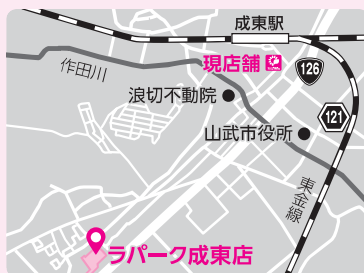 成東駅
作田川
現店舗
126
浪切不動院
121
山武市役所
東金線
ラパーク成東店